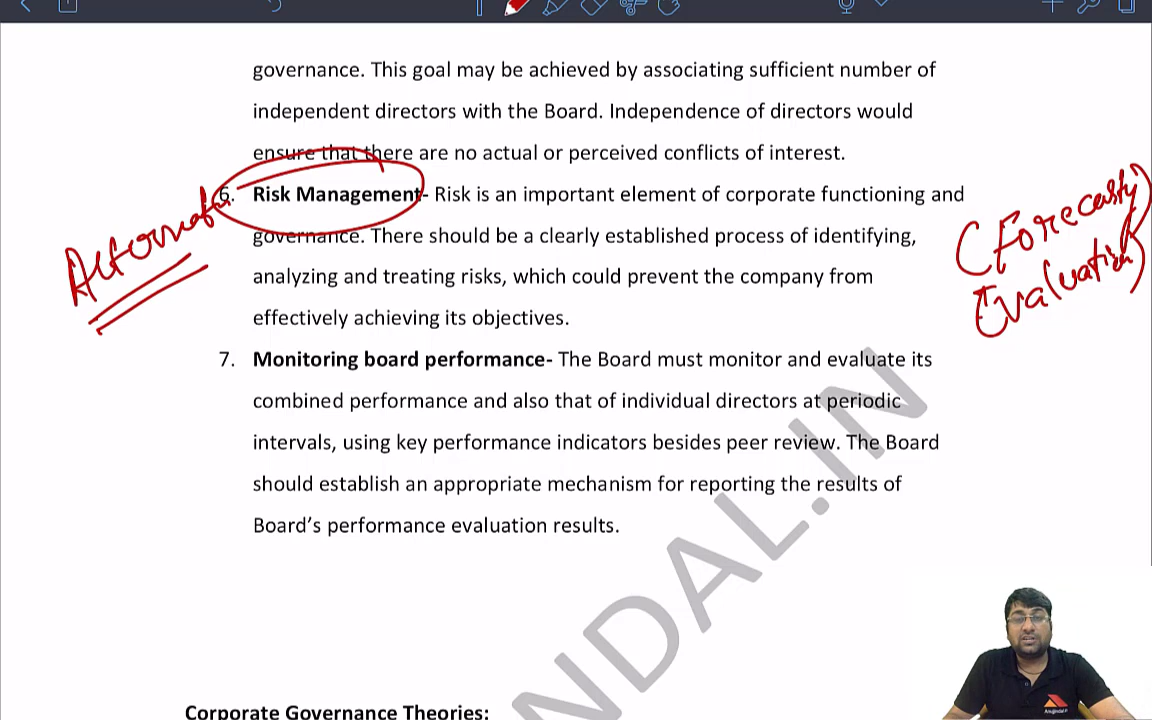 governance. This goal may be achieved by associating sufficient number of
independent directors with the Board. Independence of directors would
ensure that there are no actual or perceived conflicts of interest.
6. Risk Management- Risk is an important element of corporate functioning and
governance. There should be a clearly established process of identifying,
analyzing and treating risks, which could prevent the company from
effectively achieving its objectives.
(Forecasty
Evaluation)
7. Monitoring board performance- The Board must monitor and evaluate its
combined performance and also that of individual directors at periodic
intervals, using key performance indicators besides peer review. The Board
should establish an appropriate mechanism for reporting the results of
Board's performance evaluation results.
NDAL.IN
Corporate Governance Theories: